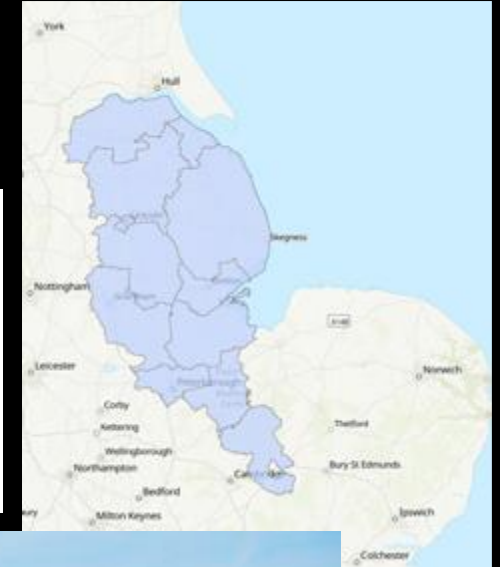 York
Hull
Skegness
Nottingham
Leicester
Norwich
Corby
Kettering
Thetford
Wellingborough
Northampton
Bury St Edmunds
Bedford
Milton Keynes
Ipswich
Colchester